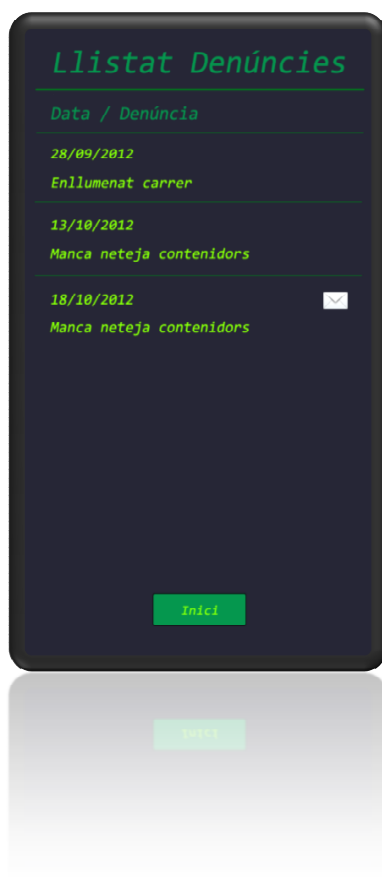 Llistat Denúncies
Data / Denúncia
28/09/2012
Enllumenat carrer
13/10/2012
Manca neteja contenidors
18/10/2012
Manca neteja contenidors
Inici